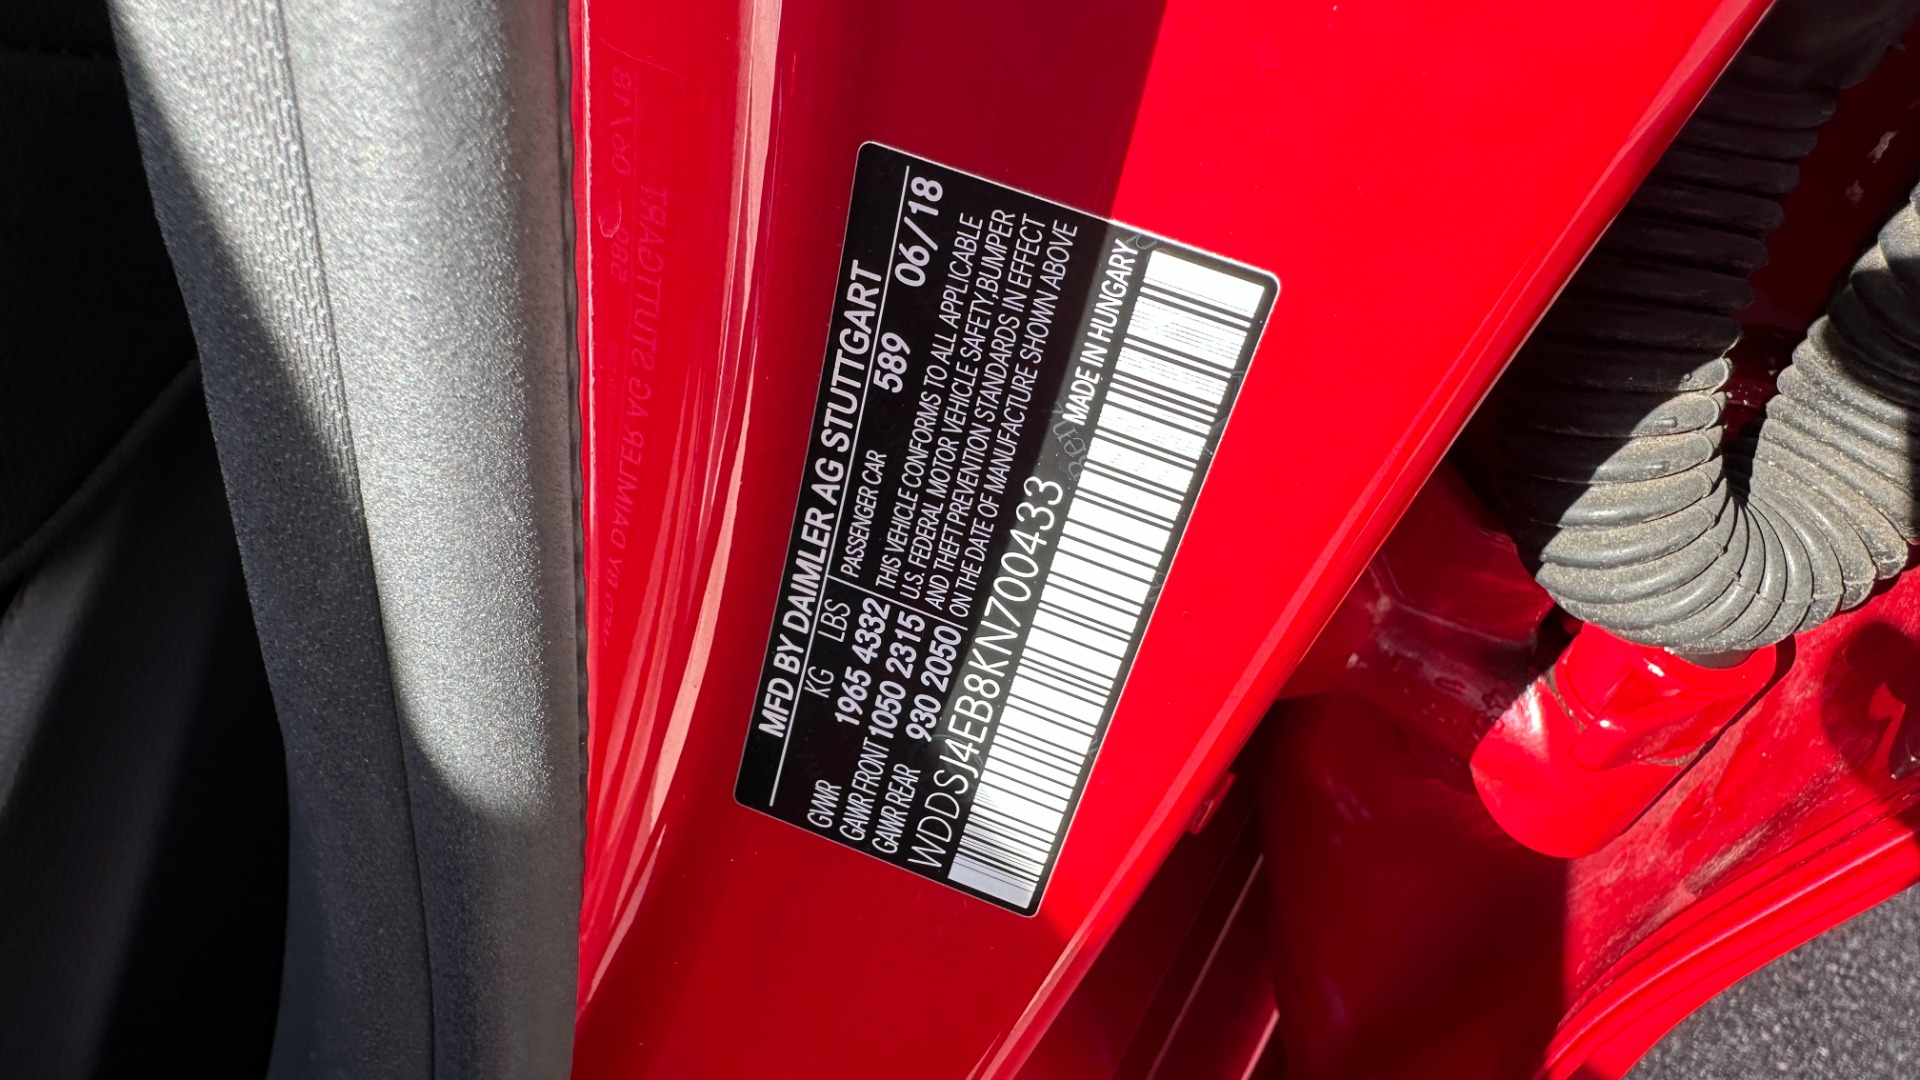 MFD BY DAIMLER AG STUTTGART
KG LBS PASSENGER CAR 589 06/18
GVWR 1965 4332 THIS VEHICLE CONFORMS TO ALL APPLICABLE
GAWR FRONT 1050 2315 U.S. FEDERAL MOTOR VEHICLE SAFETY,BUMPER
GAWR REAR 930 2050 AND THEFT PREVENTION STANDARDS IN EFFECT
ON THE DATE OF MANUFACTURE SHOWN ABOVE
WDDSJ4EB8KN700433 MADE IN HUNGARY